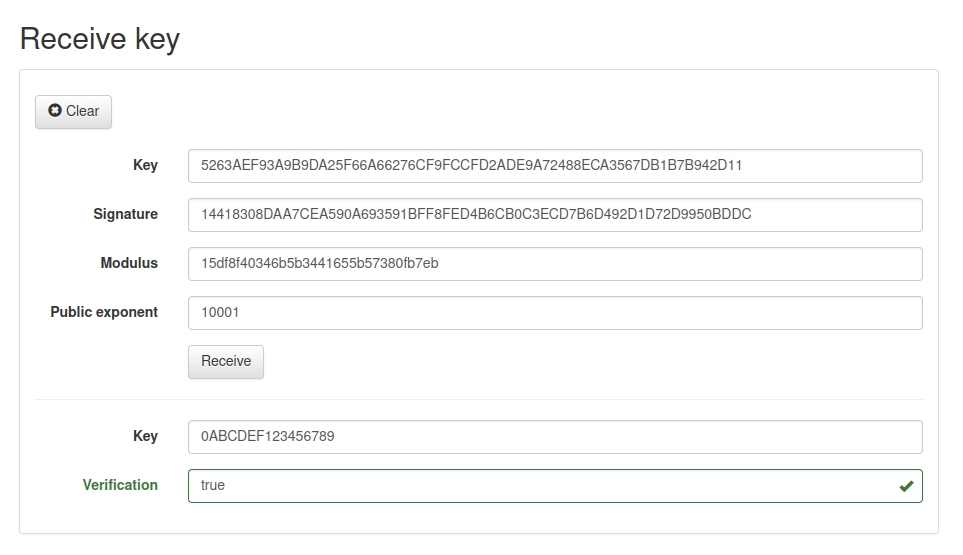 Receive key
Clear
Key 5263AEF93A9B9DA25F66A66276CF9FCCFD2ADE9A72488ECA3567DB1B7B942D11
Signature 14418308DAA7CEA590A693591BFF8FED4B6CB0C3ECD7B6D492D1D72D9950BDDC
Modulus 15df8f40346b5b3441655b57380fb7eb
Public exponent 10001
Receive
Key 0ABCDEF123456789
Verification true